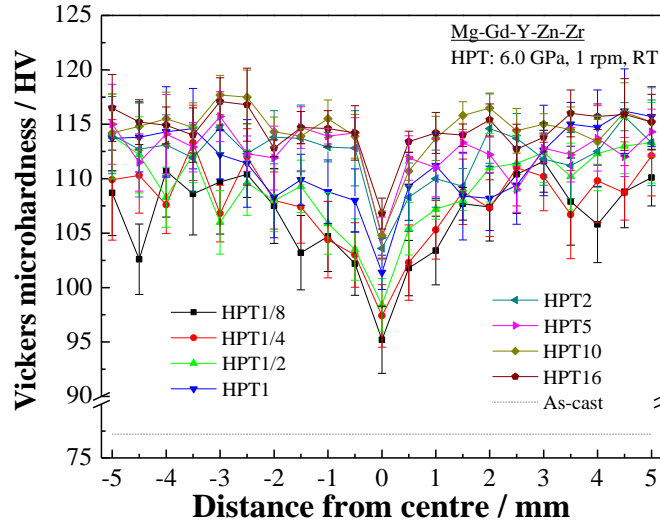 Vickers microhardness / HV
125
120
115
110
105
100
95
90
75
Mg-Gd-Y-Zn-Zr
HPT: 6.0 GPa, 1 rpm, RT
HPT1/8
HPT1/4
HPT1/2
HPT1
HPT2
HPT5
HPT10
HPT16
As-cast
-5 -4 -3 -2 -1 0 1 2 3 4 5
Distance from centre / mm